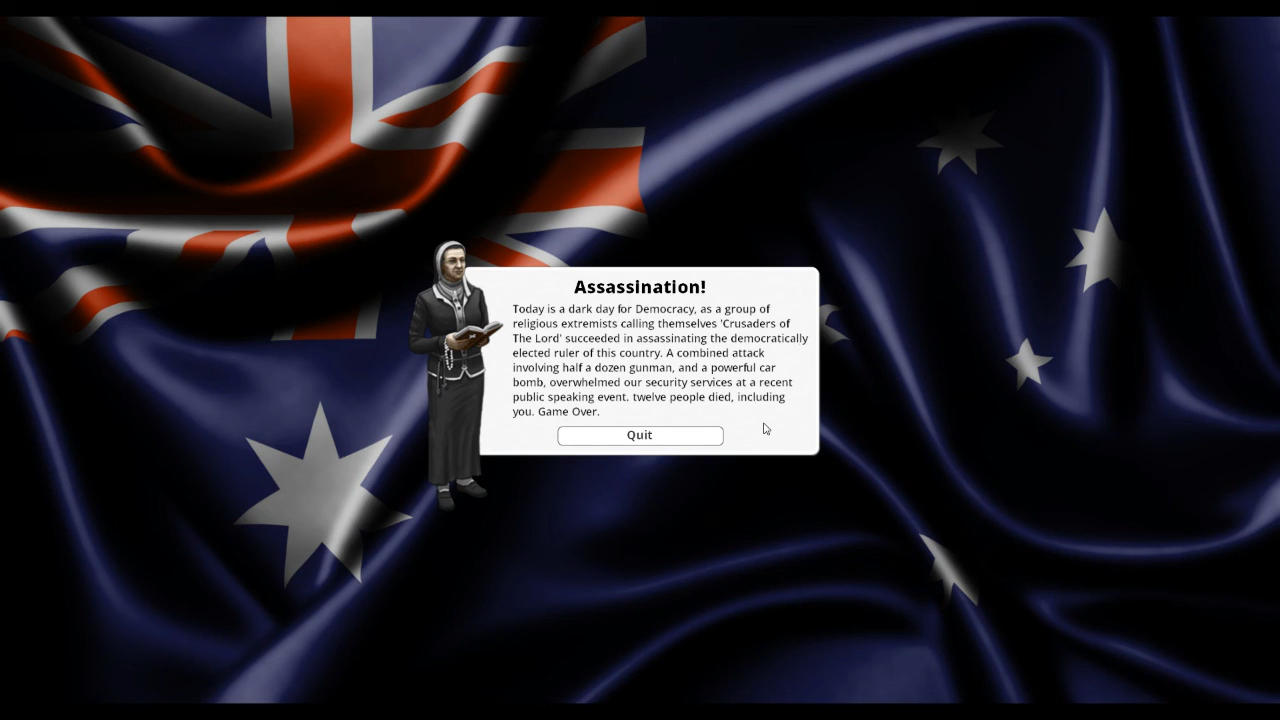 Assassination!
Today is a dark day for Democracy, as a group of
religious extremists calling themselves 'Crusaders of
The Lord' succeeded in assassinating the democratically
elected ruler of this country. A combined attack
involving half a dozen gunman, and a powerful car
bomb, overwhelmed our security services at a recent
public speaking event. twelve people died, including
you. Game Over.
Quit